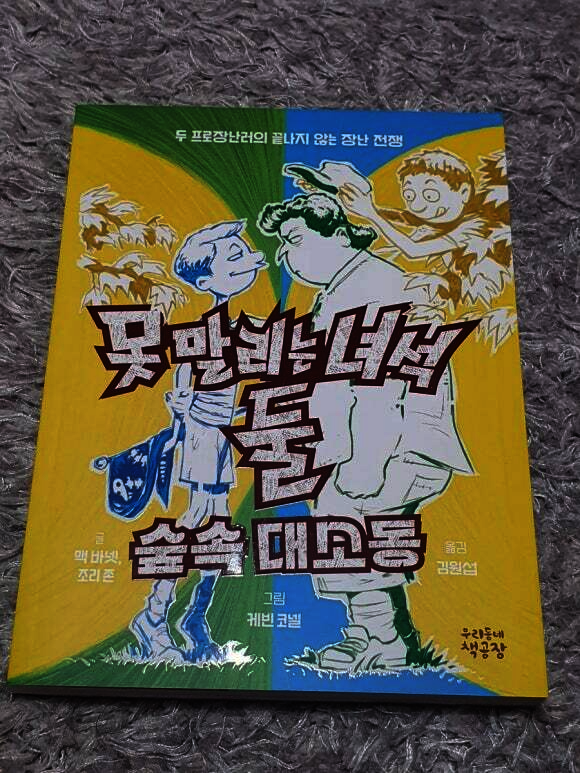 두 프로장난러의 끝나지 않는 장난 전쟁
못 말리는 녀석
둘
숲속 대소동
글
맥 바넷,
조리 존
그림
케빈 코넬
옮김
김원섭
우리동네
책공장